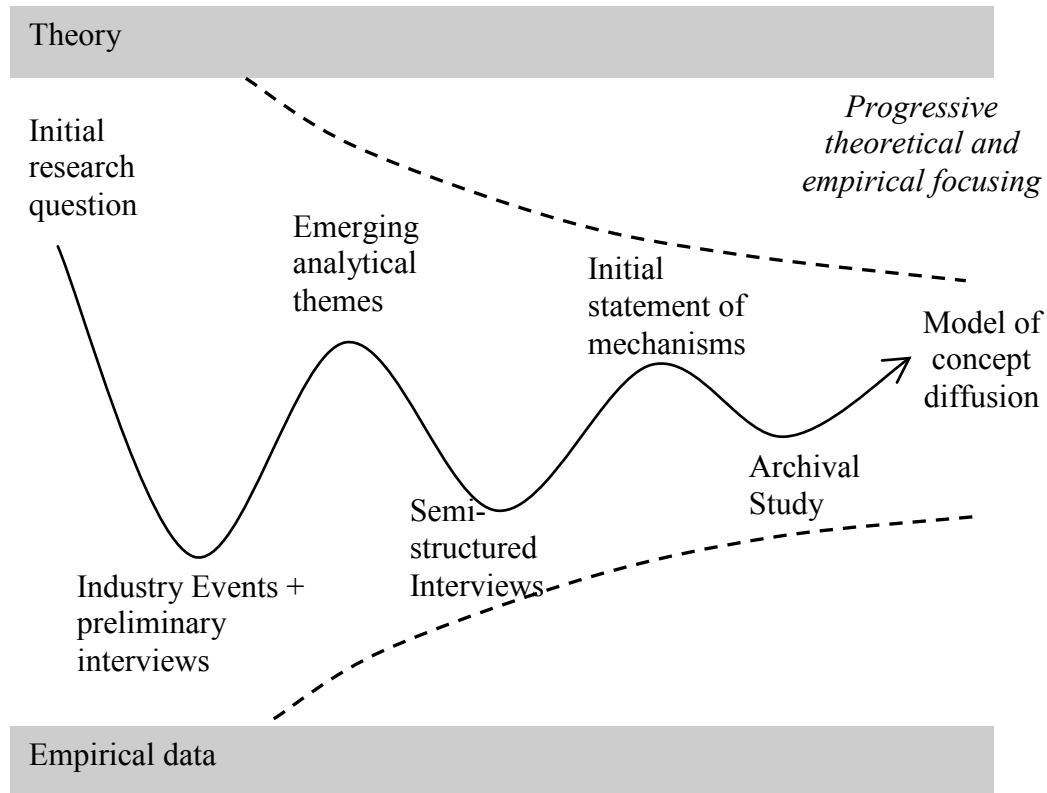 Theory
Initial
research
question
Progressive
theoretical and
empirical focusing
Emerging
analytical
themes
Initial
statement of
mechanisms
Model of
concept
diffusion
Archival
Study
Semi-
structured
Interviews
Industry Events +
preliminary
interviews
Empirical data